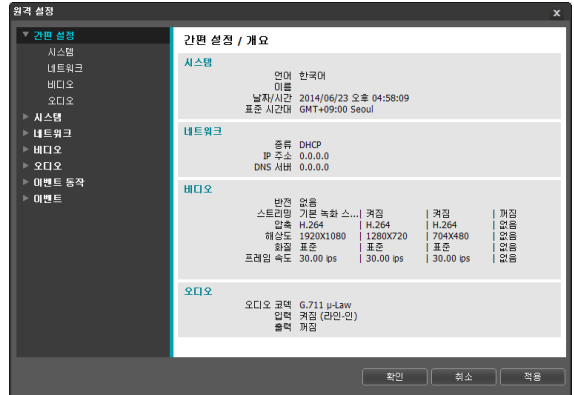 원격 설정 x
간편 설정
시스템
네트워크
비디오
오디오
시스템
네트워크
비디오
오디오
이벤트 동작
이벤트
간편 설정 / 개요
시스템
언어 한국어
이름
날짜/시간 2014/06/23 오후 04:58:09
표준 시간대 GMT+09:00 Seoul
네트워크
종류 DHCP
IP 주소 0.0.0.0
DNS 서버 0.0.0.0
비디오
반전 없음
스트리밍 기본 녹화 스...| 켜짐 | 켜짐 | 꺼짐
압축 H.264 | H.264 | H.264 | 없음
해상도 1920X1080 | 1280X720 | 704X480 | 없음
화질 표준 | 표준 | 표준 | 없음
프레임 속도 30.00 ips | 30.00 ips | 30.00 ips | 없음
오디오
오디오 코덱 G.711 μ-Law
입력 켜짐 (라인-인)
출력 꺼짐
확인 취소 적용